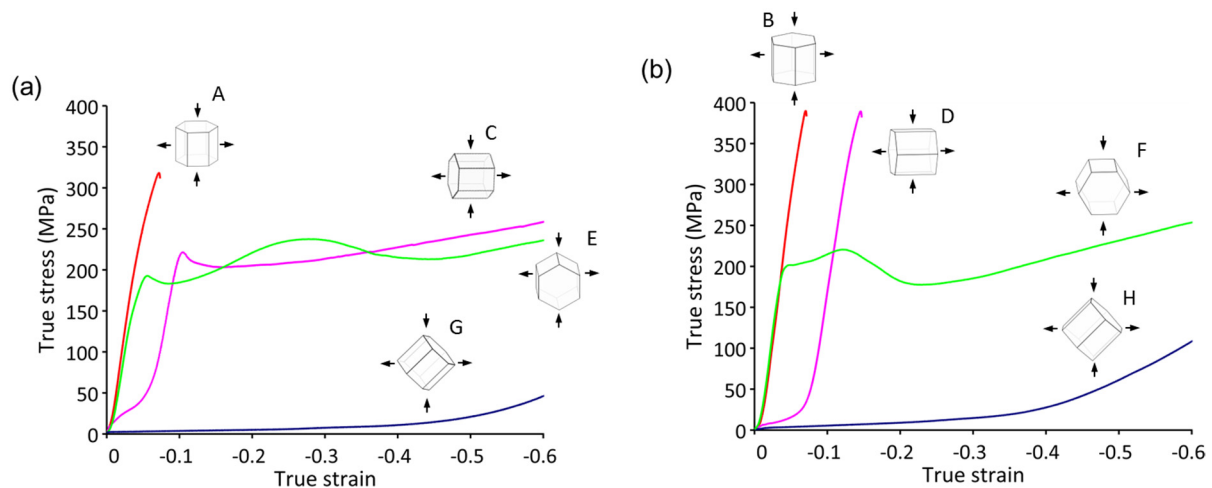 (a)
A
C
E
G
400
350
300
250
200
150
100
50
0
True stress (MPa)
0 -0.1 -0.2 -0.3 -0.4 -0.5 -0.6
True strain
(b)
B
D
F
H
400
350
300
250
200
150
100
50
0
True stress (MPa)
0 -0.1 -0.2 -0.3 -0.4 -0.5 -0.6
True strain